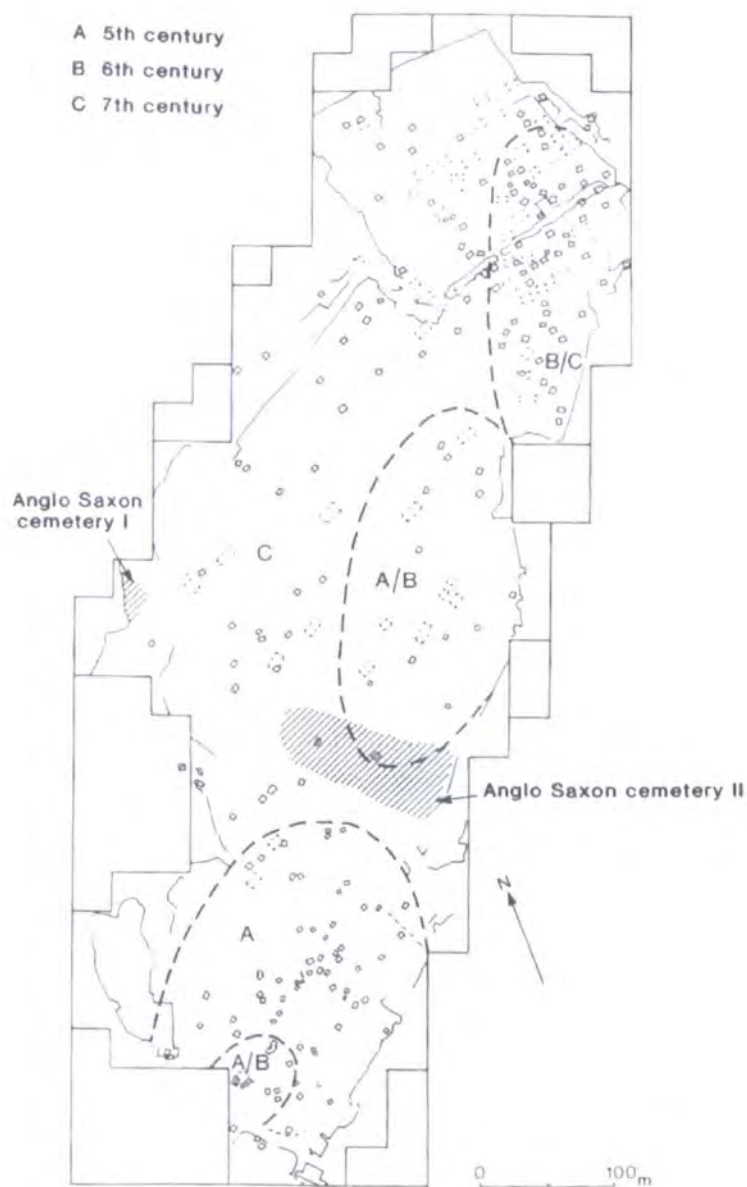 A 5th century
B 6th century
C 7th century
B/C
Anglo Saxon
cemetery I
C
A/B
Anglo Saxon cemetery II
N
A
A/B
0 100m